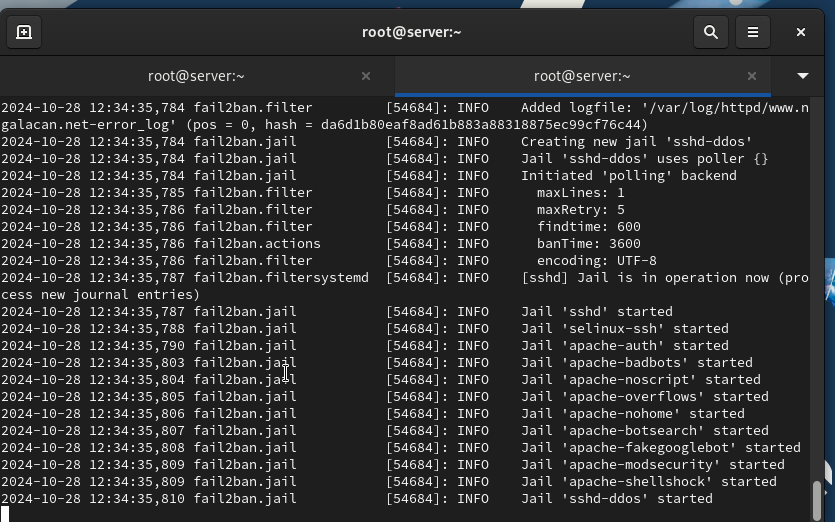 root@server:~
root@server:~ root@server:~
2024-10-28 12:34:35,784 fail2ban.filter [54684]: INFO Added logfile: '/var/log/httpd/www.n
galacan.net-error_log' (pos = 0, hash = da6d1b80eaf8ad61b883a88318875ec99cf76c44)
2024-10-28 12:34:35,784 fail2ban.jail [54684]: INFO Creating new jail 'sshd-ddos'
2024-10-28 12:34:35,784 fail2ban.jail [54684]: INFO Jail 'sshd-ddos' uses poller {}
2024-10-28 12:34:35,784 fail2ban.jail [54684]: INFO Initiated 'polling' backend
2024-10-28 12:34:35,785 fail2ban.filter [54684]: INFO maxLines: 1
2024-10-28 12:34:35,786 fail2ban.filter [54684]: INFO maxRetry: 5
2024-10-28 12:34:35,786 fail2ban.filter [54684]: INFO findtime: 600
2024-10-28 12:34:35,786 fail2ban.actions [54684]: INFO banTime: 3600
2024-10-28 12:34:35,786 fail2ban.filter [54684]: INFO encoding: UTF-8
2024-10-28 12:34:35,787 fail2ban.filtersystemd [54684]: INFO [sshd] Jail is in operation now (pro
cess new journal entries)
2024-10-28 12:34:35,787 fail2ban.jail [54684]: INFO Jail 'sshd' started
2024-10-28 12:34:35,788 fail2ban.jail [54684]: INFO Jail 'selinux-ssh' started
2024-10-28 12:34:35,790 fail2ban.jail [54684]: INFO Jail 'apache-auth' started
2024-10-28 12:34:35,803 fail2ban.jail [54684]: INFO Jail 'apache-badbots' started
2024-10-28 12:34:35,804 fail2ban.jail [54684]: INFO Jail 'apache-noscript' started
2024-10-28 12:34:35,805 fail2ban.jail [54684]: INFO Jail 'apache-overflows' started
2024-10-28 12:34:35,806 fail2ban.jail [54684]: INFO Jail 'apache-nohome' started
2024-10-28 12:34:35,807 fail2ban.jail [54684]: INFO Jail 'apache-botsearch' started
2024-10-28 12:34:35,808 fail2ban.jail [54684]: INFO Jail 'apache-fakegooglebot' started
2024-10-28 12:34:35,809 fail2ban.jail [54684]: INFO Jail 'apache-modsecurity' started
2024-10-28 12:34:35,809 fail2ban.jail [54684]: INFO Jail 'apache-shellshock' started
2024-10-28 12:34:35,810 fail2ban.jail [54684]: INFO Jail 'sshd-ddos' started